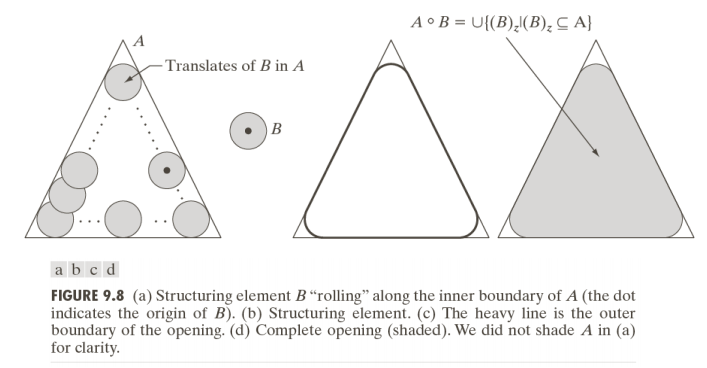 A ∘ B = ∪{(B)z|(B)z ⊆ A}
A
Translates of B in A
B
a b c d
FIGURE 9.8 (a) Structuring element B “rolling” along the inner boundary of A (the dot
indicates the origin of B). (b) Structuring element. (c) The heavy line is the outer
boundary of the opening. (d) Complete opening (shaded). We did not shade A in (a)
for clarity.